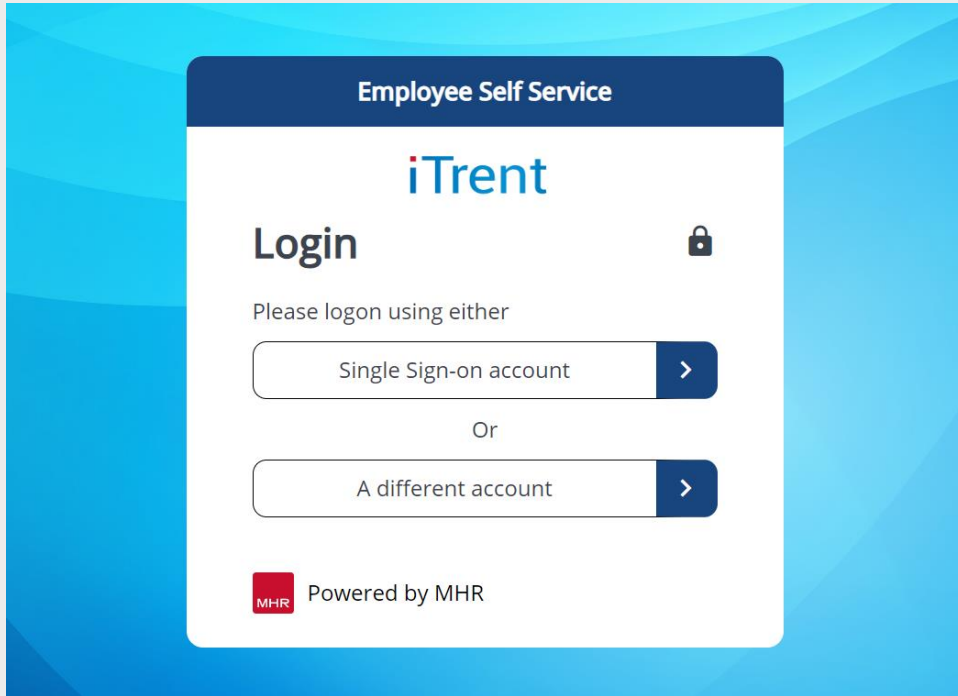 Employee Self Service
iTrent
Login
Please logon using either
Single Sign-on account
Or
A different account
MHR
Powered by MHR